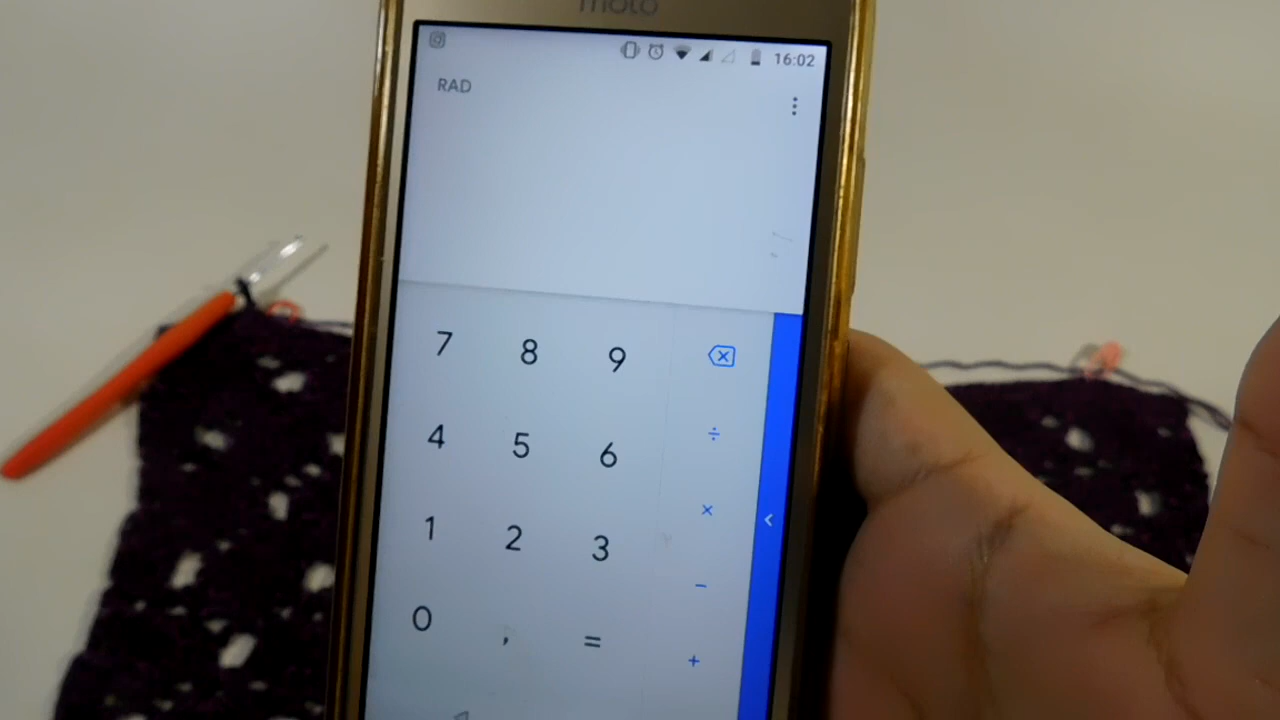 moto
16:02
RAD
7 8 9
4 5 6 ÷
1 2 3 ×
0 , = −
+